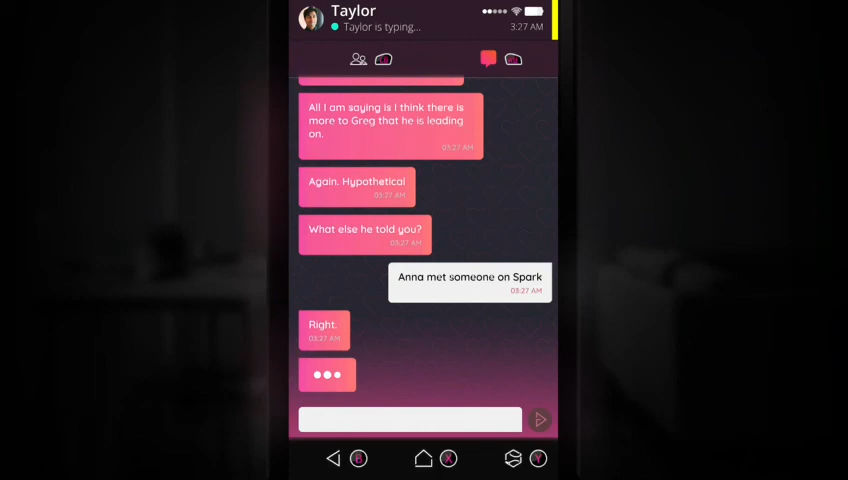 Taylor
Taylor is typing...
3:27 AM
All I am saying is I think there is
more to Greg that he is leading
on.
03:27 AM
Again. Hypothetical
03:27 AM
What else he told you?
03:27 AM
Anna met someone on Spark
03:27 AM
Right.
03:27 AM
B
X
Y